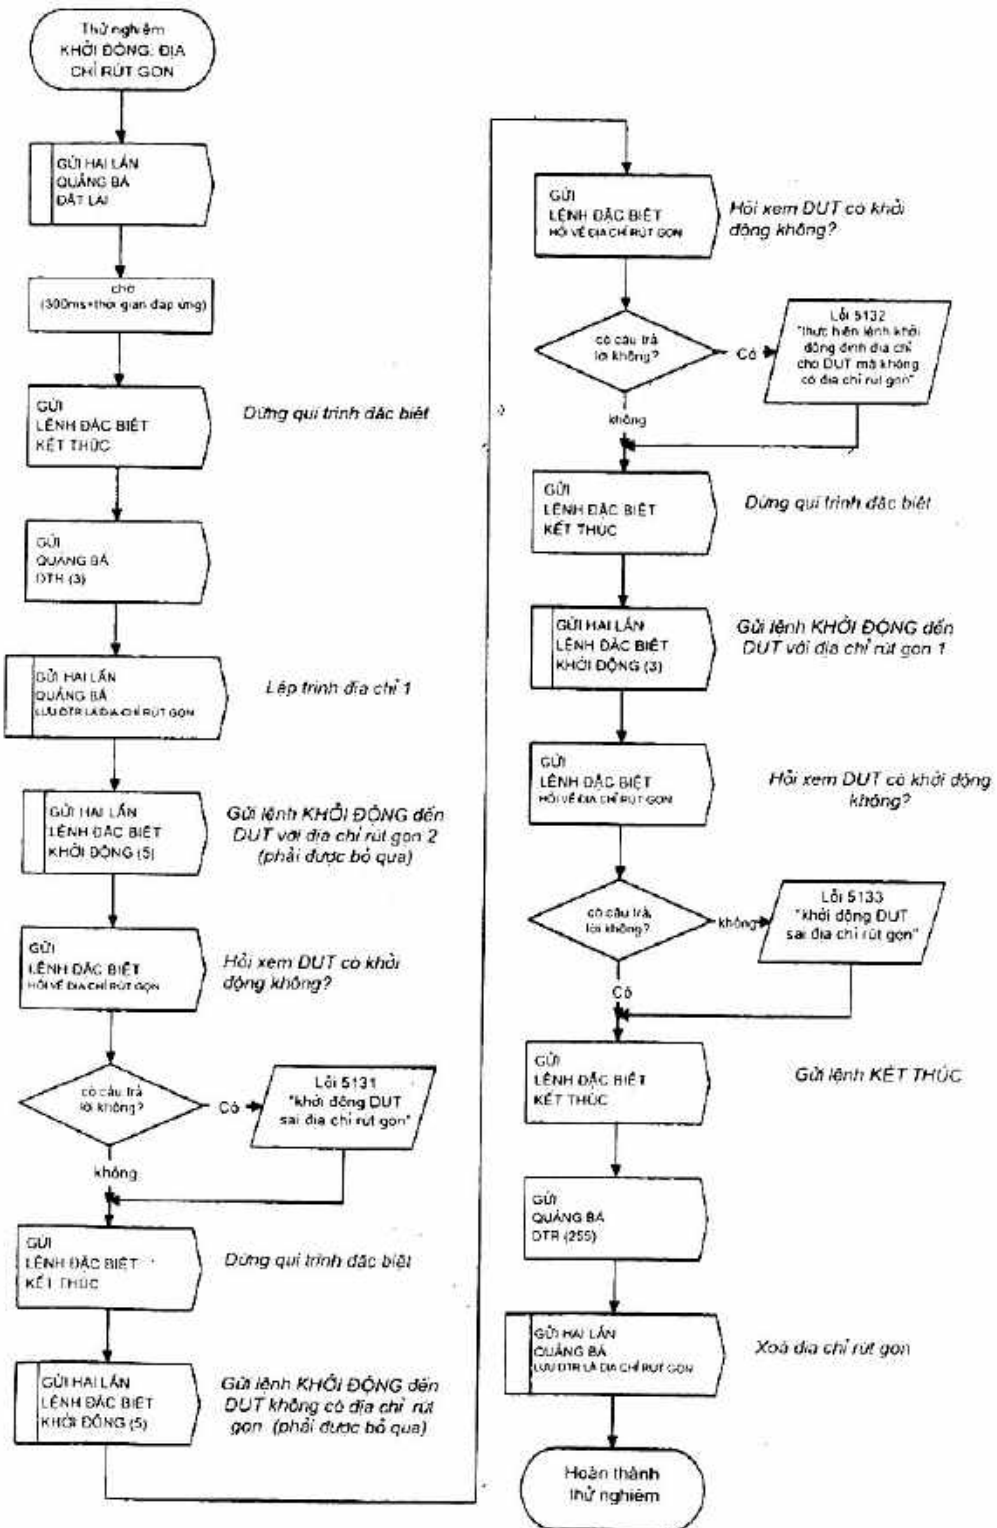 Thử nghiệm
KHỞI ĐỘNG: ĐỊA
CHỈ RÚT GỌN
GỬI HAI LẦN
QUẢNG BÁ
ĐẶT LẠI
chờ
(300ms+thời gian đáp ứng)
GỬI
LỆNH ĐẶC BIỆT
KẾT THÚC
Dừng qui trình đặc biệt
GỬI
QUẢNG BÁ
DTR (3)
GỬI HAI LẦN
QUẢNG BÁ
LƯU DTR LÀ ĐỊA CHỈ RÚT GỌN
Lập trình địa chỉ 1
GỬI HAI LẦN
LỆNH ĐẶC BIỆT
KHỞI ĐỘNG (5)
Gửi lệnh KHỞI ĐỘNG đến
DUT với địa chỉ rút gọn 2
(phải được bỏ qua)
GỬI
LỆNH ĐẶC BIỆT
HỎI VỀ ĐỊA CHỈ RÚT GỌN
Hỏi xem DUT có khởi
động không?
có câu trả
lời không?
Có
Lỗi 5131
"khởi động DUT
sai địa chỉ rút gọn"
không
GỬI
LỆNH ĐẶC BIỆT
KẾT THÚC
Dừng qui trình đặc biệt
GỬI HAI LẦN
LỆNH ĐẶC BIỆT
KHỞI ĐỘNG (5)
Gửi lệnh KHỞI ĐỘNG đến
DUT không có địa chỉ rút
gọn (phải được bỏ qua)
GỬI
LỆNH ĐẶC BIỆT
HỎI VỀ ĐỊA CHỈ RÚT GỌN
Hỏi xem DUT có khởi
động không?
có câu trả
lời không?
Có
Lỗi 5132
"thực hiện lệnh khởi
động định địa chỉ
cho DUT mà không
có địa chỉ rút gọn"
không
GỬI
LỆNH ĐẶC BIỆT
KẾT THÚC
Dừng qui trình đặc biệt
GỬI HAI LẦN
LỆNH ĐẶC BIỆT
KHỞI ĐỘNG (3)
Gửi lệnh KHỞI ĐỘNG đến
DUT với địa chỉ rút gọn 1
GỬI
LỆNH ĐẶC BIỆT
HỎI VỀ ĐỊA CHỈ RÚT GỌN
Hỏi xem DUT có khởi động
không?
có câu trả
lời không?
không
Lỗi 5133
"khởi động DUT
sai địa chỉ rút gọn"
Có
GỬI
LỆNH ĐẶC BIỆT
KẾT THÚC
Gửi lệnh KẾT THÚC
GỬI
QUẢNG BÁ
DTR (255)
GỬI HAI LẦN
QUẢNG BÁ
LƯU DTR LÀ ĐỊA CHỈ RÚT GỌN
Xoá địa chỉ rút gọn
Hoàn thành
thử nghiệm